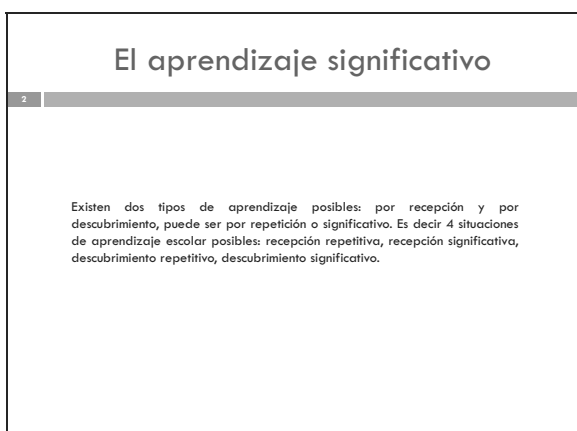 El aprendizaje significativo
2
Existen dos tipos de aprendizaje posibles: por recepción y por
descubrimiento, puede ser por repetición o significativo. Es decir 4 situaciones
de aprendizaje escolar posibles: recepción repetitiva, recepción significativa,
descubrimiento repetitivo, descubrimiento significativo.